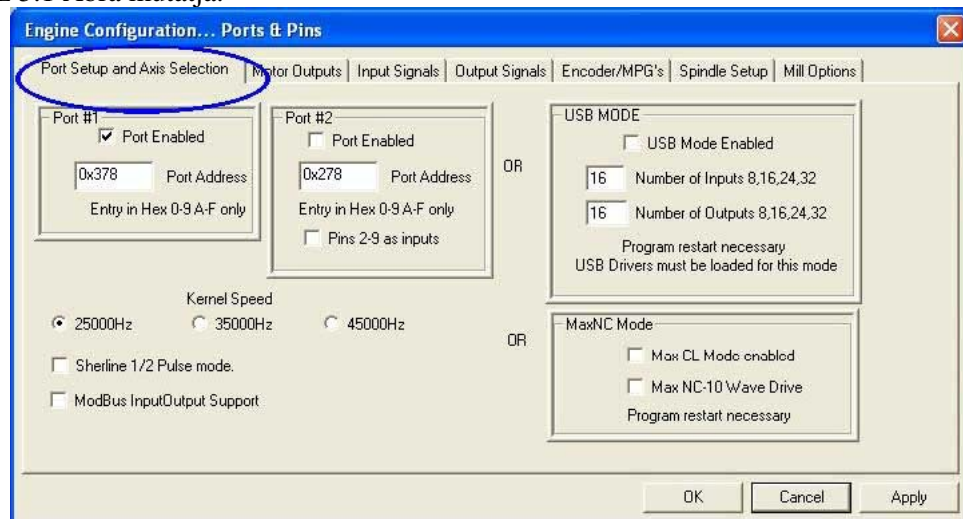 5.1 ábra mutatja.
Engine Configuration... Ports & Pins
Port Setup and Axis Selection Motor Outputs Input Signals Output Signals Encoder/MPG's Spindle Setup Mill Options
Port #1
Port Enabled
0x378 Port Address
Entry in Hex 0-9 A-F only
Port #2
Port Enabled
0x278 Port Address
Entry in Hex 0-9 A-F only
Pins 2-9 as inputs
OR
USB MODE
USB Mode Enabled
16 Number of Inputs 8,16,24,32
16 Number of Outputs 8,16,24,32
Program restart necessary
USB Drivers must be loaded for this mode
Kernel Speed
25000Hz 35000Hz 45000Hz
Sherline 1/2 Pulse mode.
ModBus InputOutput Support
OR
MaxNC Mode
Max CL Mode enabled
Max NC-10 Wave Drive
Program restart necessary
OK Cancel Apply